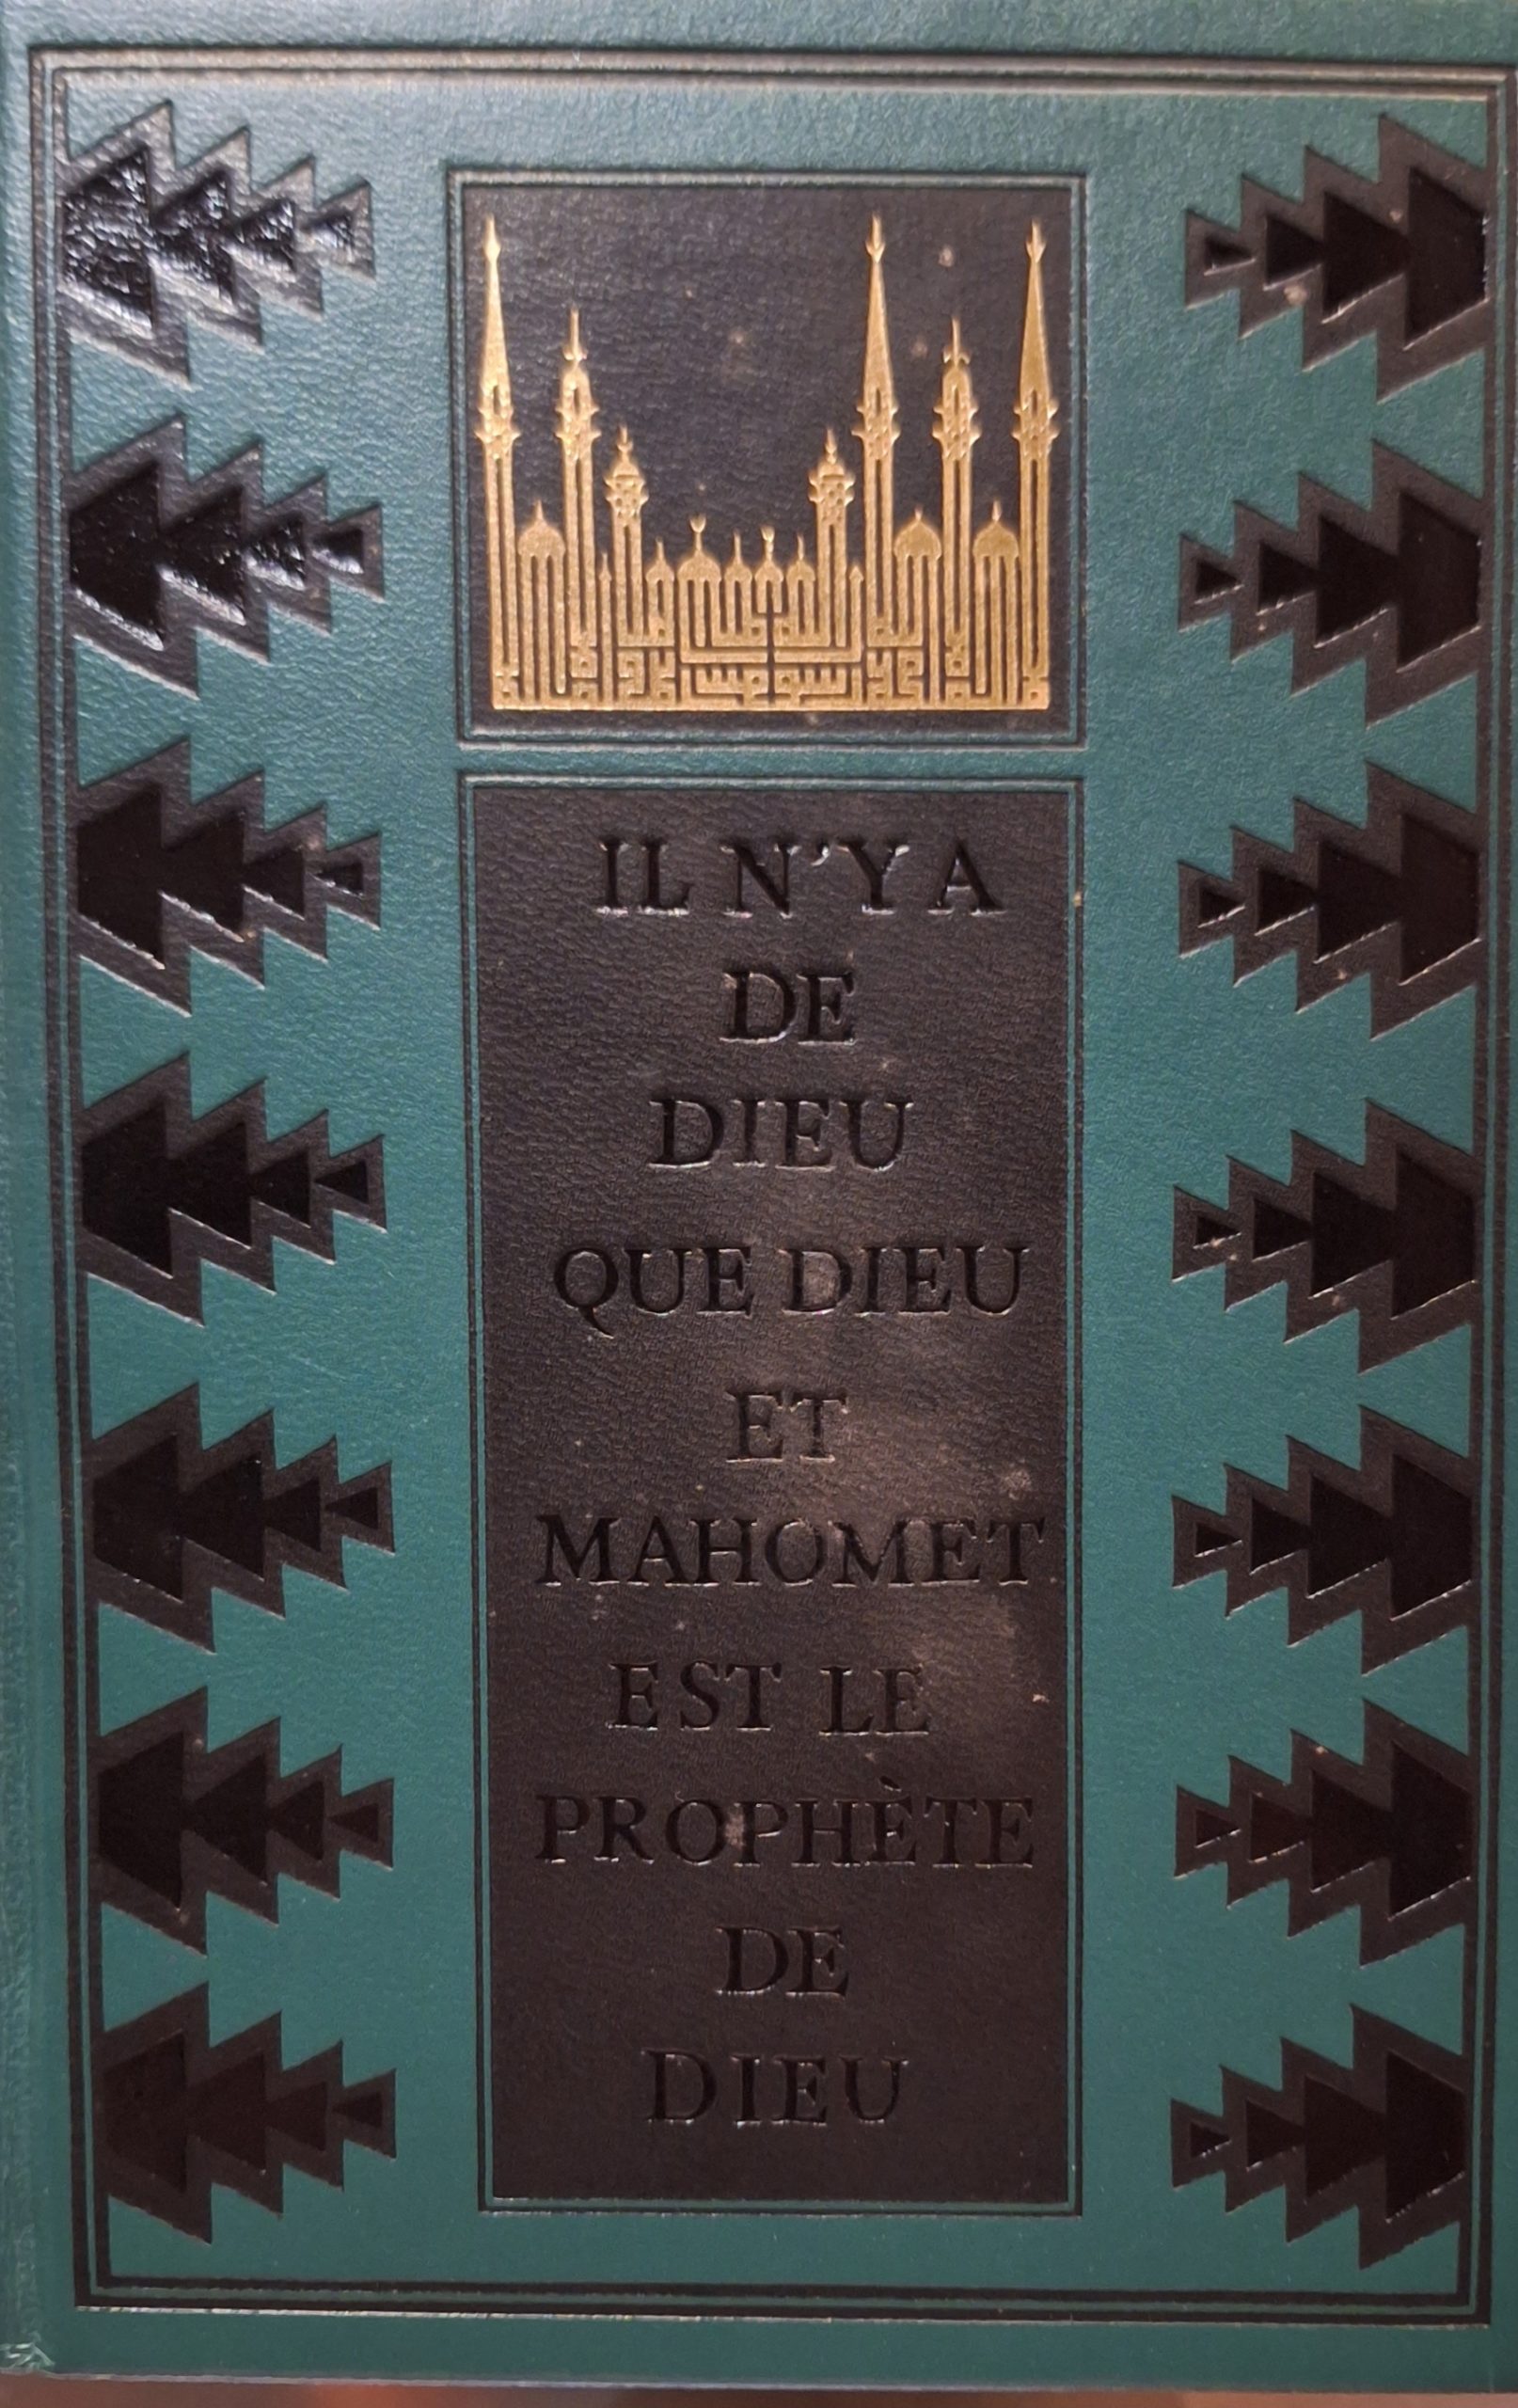 IL N'Y A
DE
DIEU
QUE DIEU
ET
MAHOMET
EST LE
PROPHÈTE
DE
DIEU